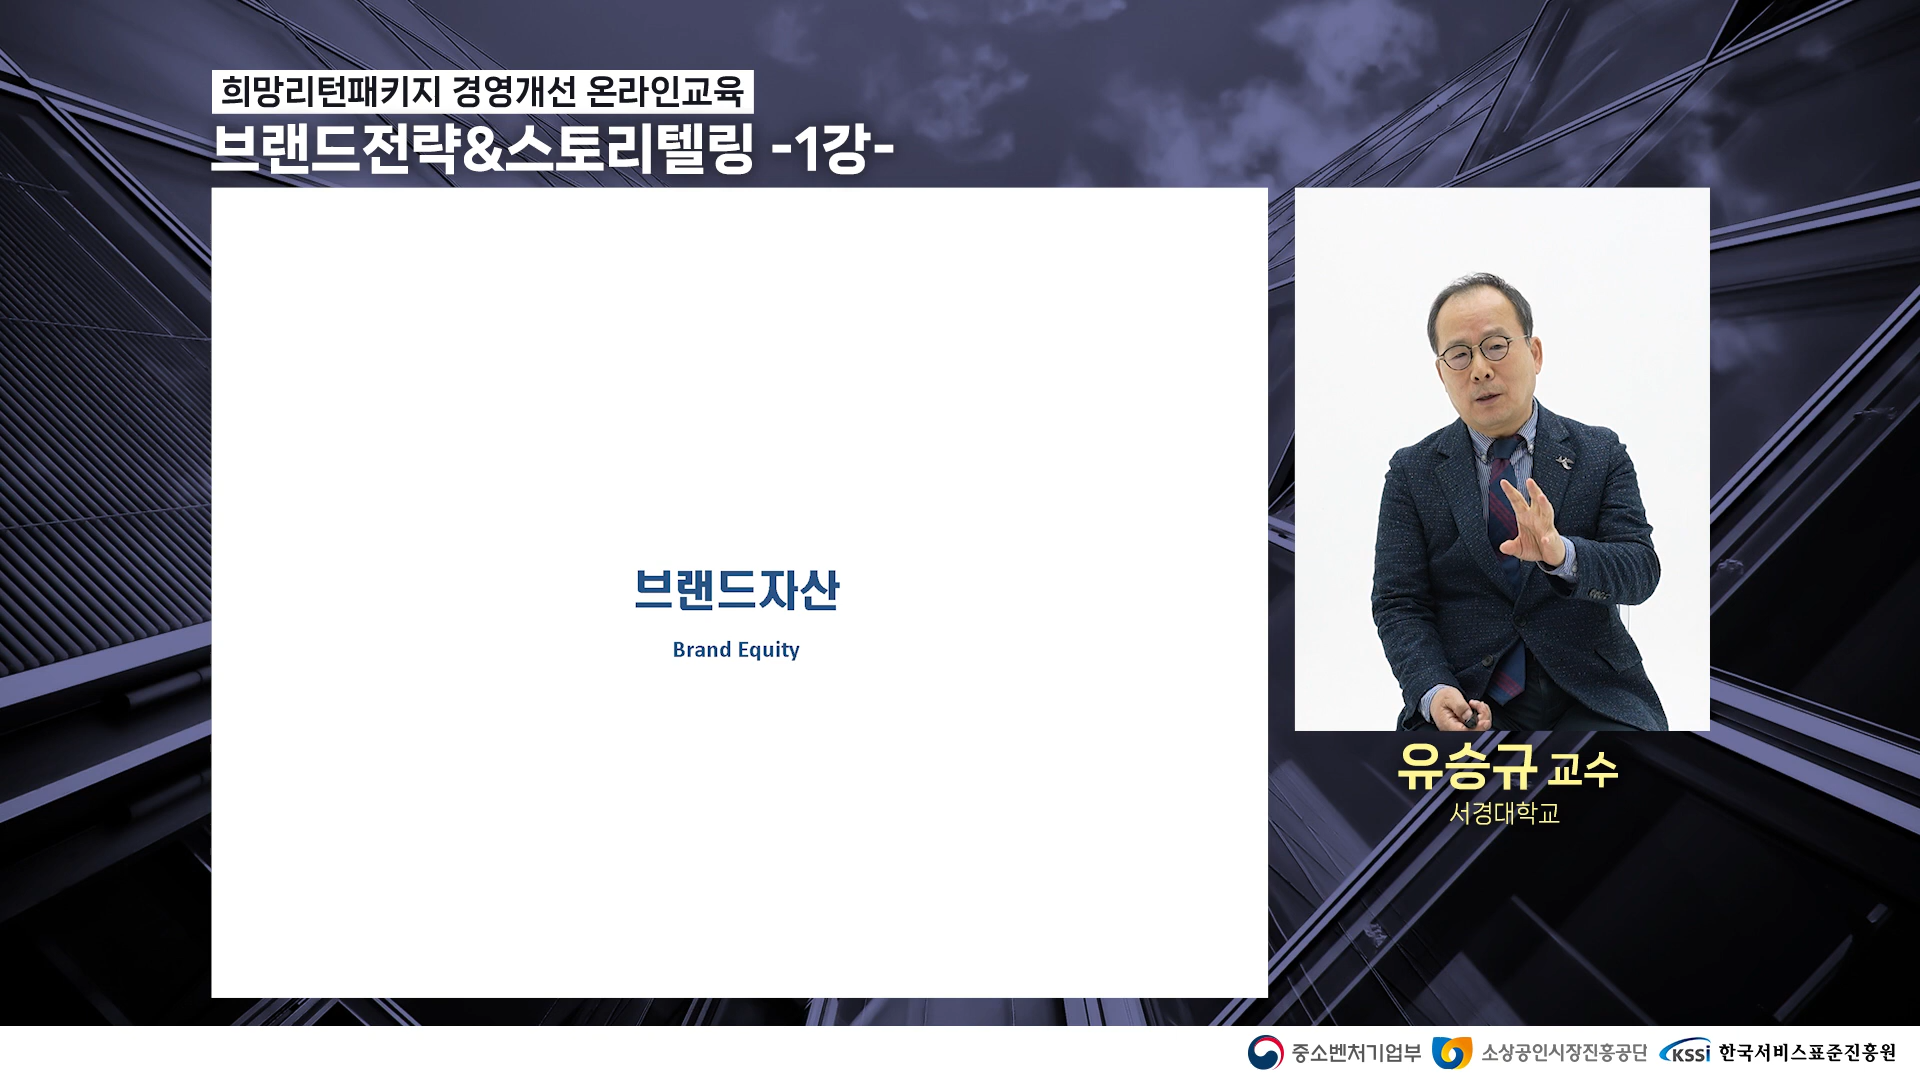 희망리턴패키지 경영개선 온라인교육
브랜드전략&스토리텔링 -1강-
브랜드자산
Brand Equity
유승규 교수
서경대학교
중소벤처기업부 소상공인시장진흥공단 KSSi 한국서비스표준진흥원